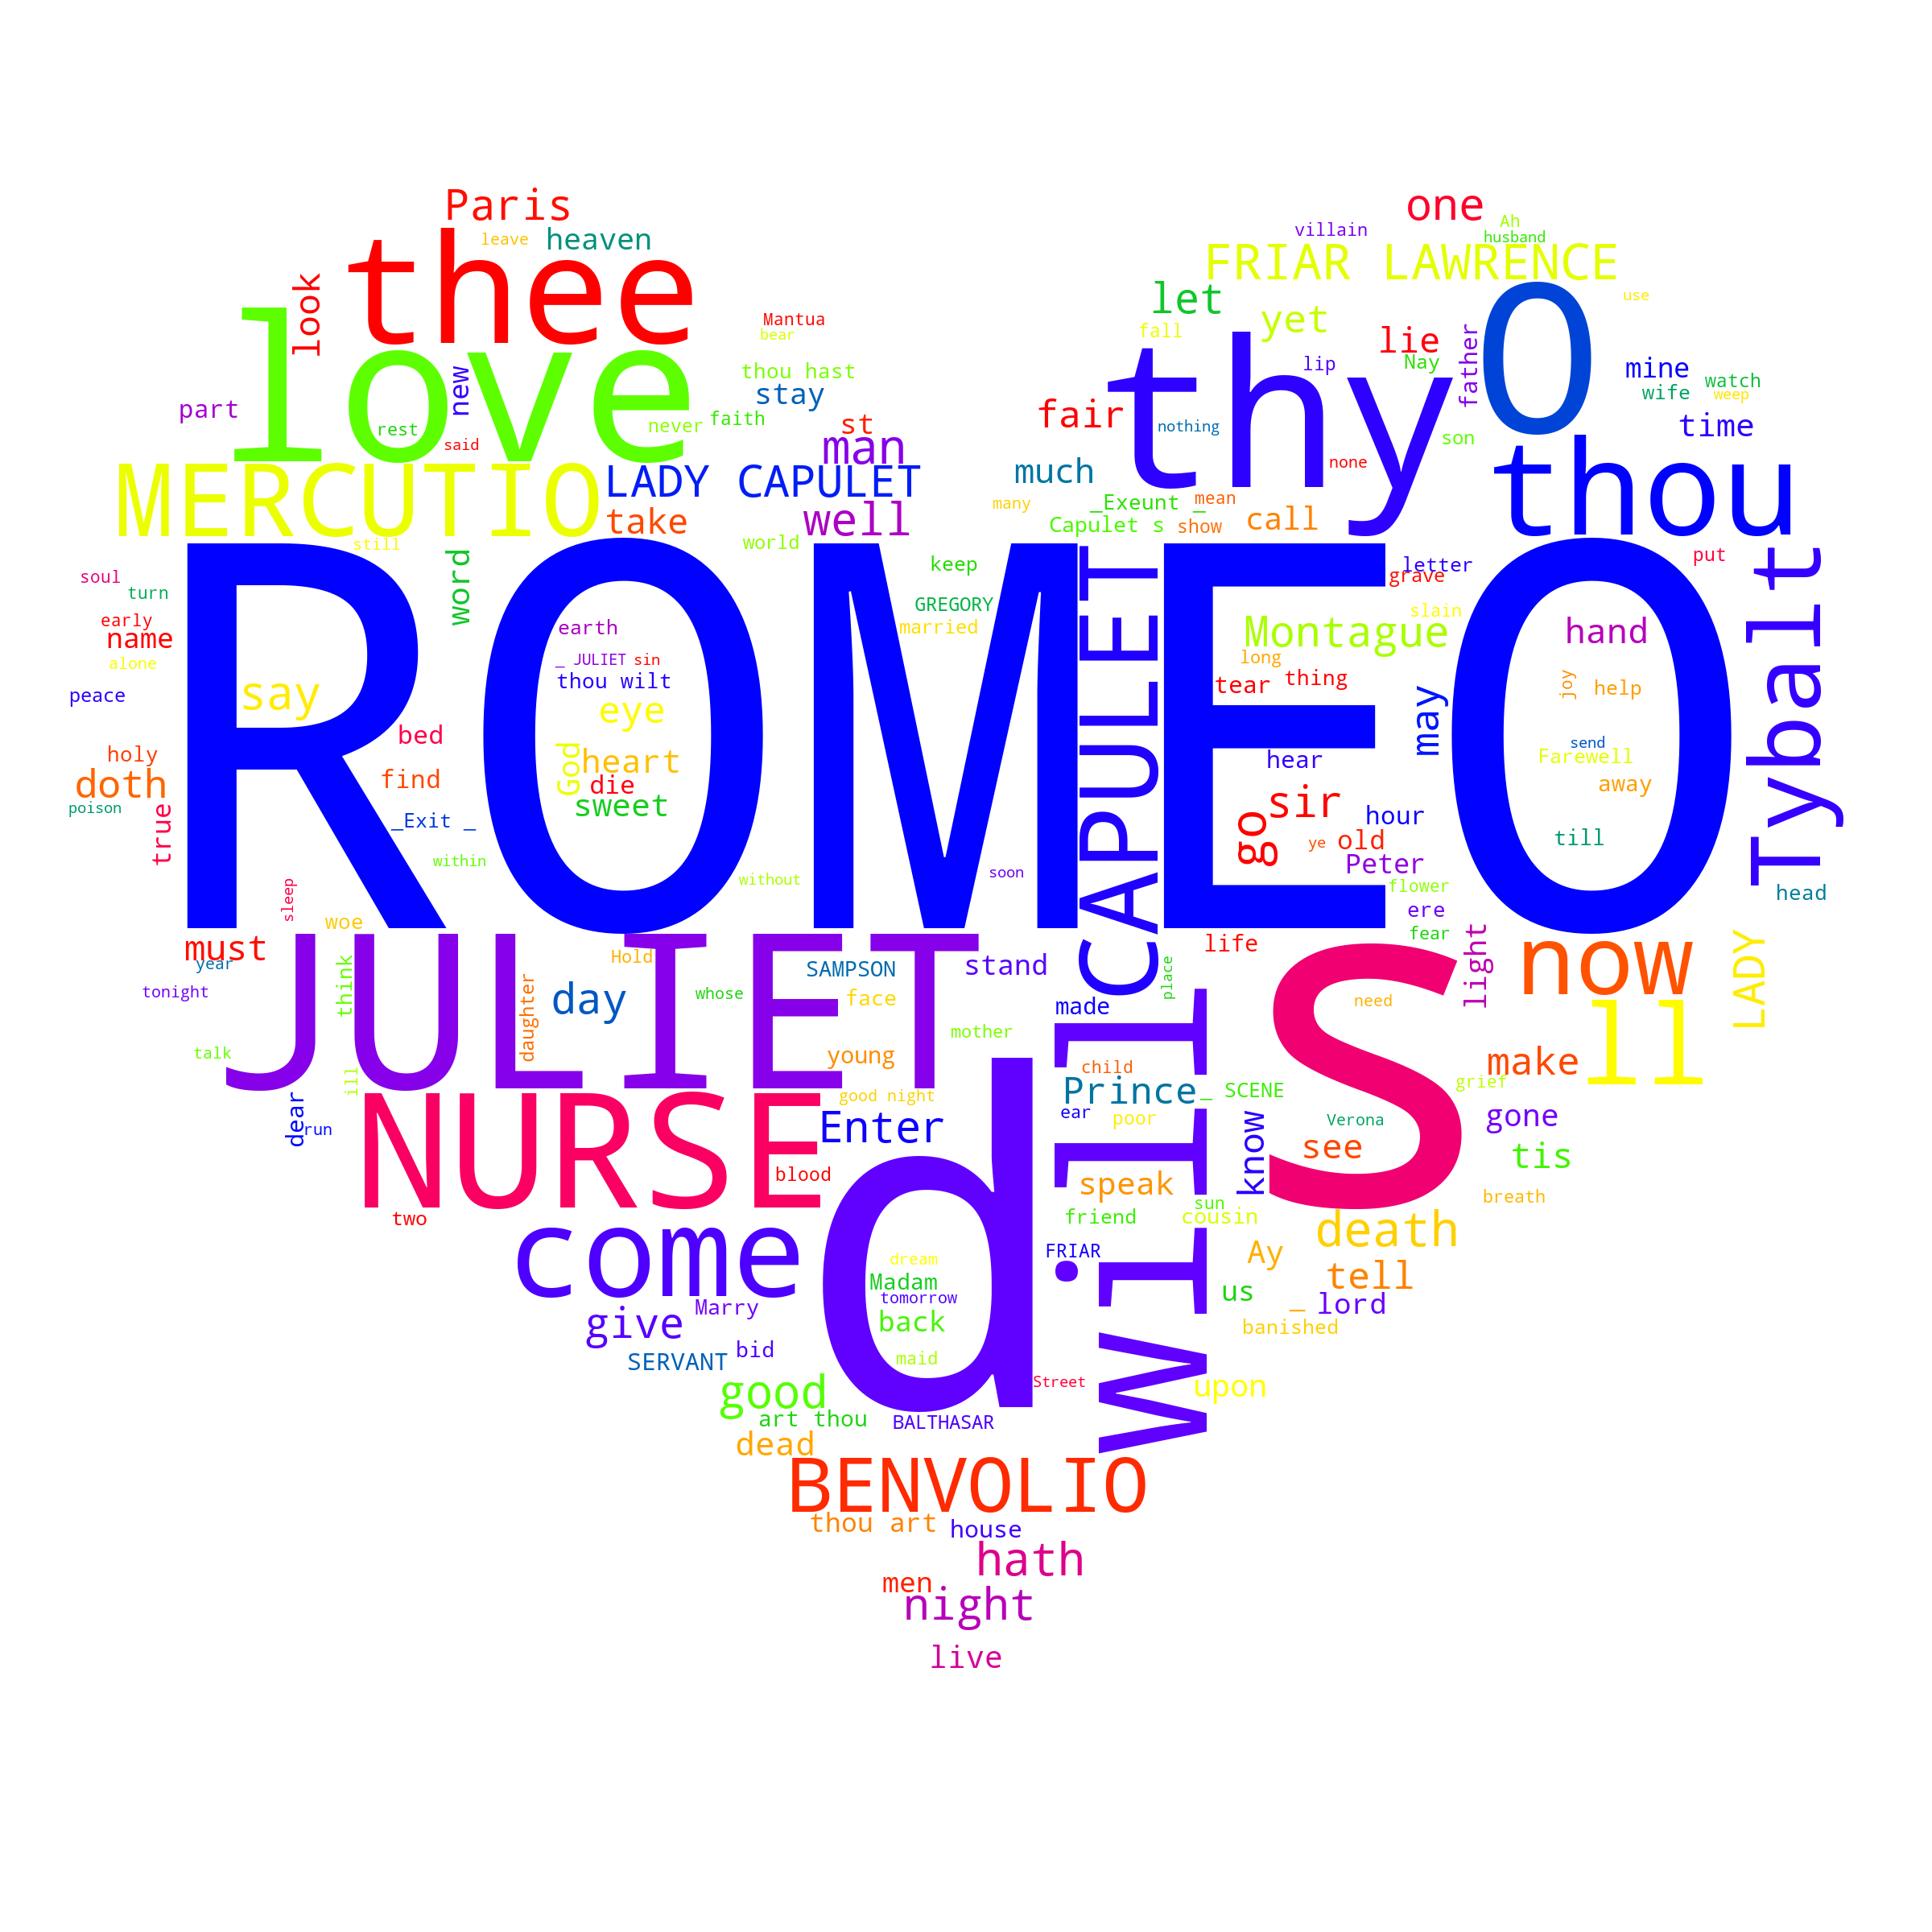 Paris
one
Ah
villain
husband
leave
heaven
thee
FRIAR LAWRENCE
look
let
use
O
Mantua
bear
fall
yet
lie
thy
love
lip
Nay
father
mine
watch
wife
weep
new
thou hast
stay
part
rest
said
never
faith
st
fair
nothing
time
man
son
none
thou
MERCUTIO
LADY CAPULET
much
many
_Exeunt _
mean
take
well
Capulet s
show
call
still
world
word
keep
CAPULET
letter
grave
put
Tybalt
ROMEO
soul
turn
early
name
alone
GREGORY
married
slain
Montague
hand
earth
_ JULIET
sin
thou wilt
long
tear
thing
joy
help
peace
say
eye
may
bed
God
heart
die
sweet
hear
send
Farewell
away
holy
doth
find
poison
true
_Exit _
sir
hour
go
ye
old
till
within
Peter
without
soon
flower
head
sleep
ere
woe
fear
must
year
Hold
life
light
now
LADY
JULIET
think
tonight
daughter
day
whose
SAMPSON
face
stand
place
S
need
ll
made
mother
talk
ill
young
child
make
grief
good night
Prince
_ SCENE
dear
run
NURSE
Enter
ear
poor
Verona
gone
know
see
tis
blood
d
will
speak
breath
two
friend
sun
cousin
death
come
FRIAR
Ay
dream
Madam
tomorrow
tell
us
_
lord
Marry
give
back
banished
bid
SERVANT
maid
Street
upon
good
art thou
BALTHASAR
dead
BENVOLIO
thou art
house
hath
men
night
live